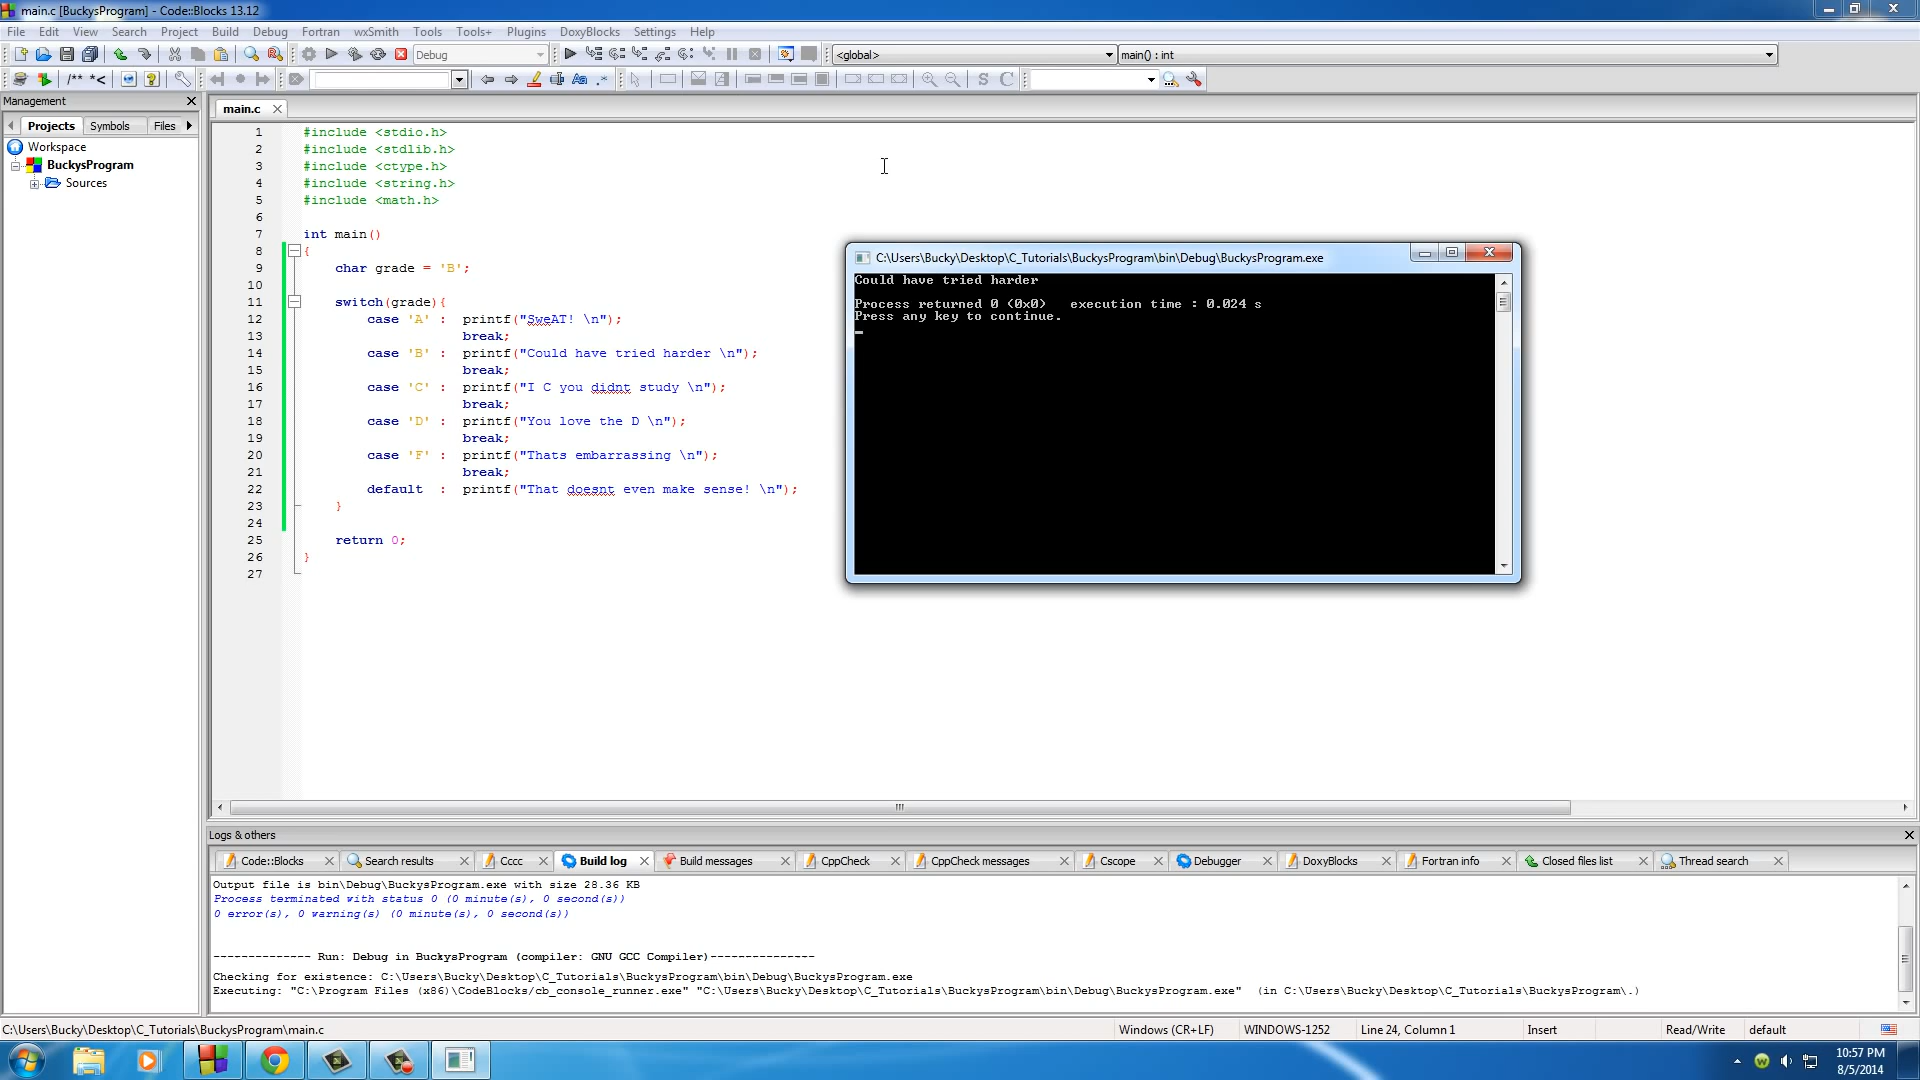 main.c [BuckysProgram] - Code::Blocks 13.12
File Edit View Search Project Build Debug Fortran wxSmith Tools Tools+ Plugins DoxyBlocks Settings Help
Debug
<global>
main() : int
/** *<
Aa .*
S C
Management
main.c
Projects Symbols Files
Workspace
BuckysProgram
Sources
1 #include <stdio.h>
2 #include <stdlib.h>
3 #include <ctype.h>
4 #include <string.h>
5 #include <math.h>
6
7 int main()
8 {
9 char grade = 'B';
10
11 switch(grade){
12 case 'A' : printf("SweAT! \n");
13 break;
14 case 'B' : printf("Could have tried harder \n");
15 break;
16 case 'C' : printf("I C you didnt study \n");
17 break;
18 case 'D' : printf("You love the D \n");
19 break;
20 case 'F' : printf("Thats embarrassing \n");
21 break;
22 default : printf("That doesnt even make sense! \n");
23 }
24
25 return 0;
26 }
27
C:\Users\Bucky\Desktop\C_Tutorials\BuckysProgram\bin\Debug\BuckysProgram.exe
Could have tried harder
Process returned 0 (0x0) execution time : 0.024 s
Press any key to continue.
Logs & others
Code::Blocks Search results Cccc Build log Build messages CppCheck CppCheck messages Cscope Debugger DoxyBlocks Fortran info Closed files list Thread search
Output file is bin\Debug\BuckysProgram.exe with size 28.36 KB
Process terminated with status 0 (0 minute(s), 0 second(s))
0 error(s), 0 warning(s) (0 minute(s), 0 second(s))
-------------- Run: Debug in BuckysProgram (compiler: GNU GCC Compiler)---------------
Checking for existence: C:\Users\Bucky\Desktop\C_Tutorials\BuckysProgram\bin\Debug\BuckysProgram.exe
Executing: "C:\Program Files (x86)\CodeBlocks/cb_console_runner.exe" "C:\Users\Bucky\Desktop\C_Tutorials\BuckysProgram\bin\Debug\BuckysProgram.exe" (in C:\Users\Bucky\Desktop\C_Tutorials\BuckysProgram\.)
C:\Users\Bucky\Desktop\C_Tutorials\BuckysProgram\main.c
Windows (CR+LF) WINDOWS-1252 Line 24, Column 1 Insert Read/Write default
10:57 PM
8/5/2014